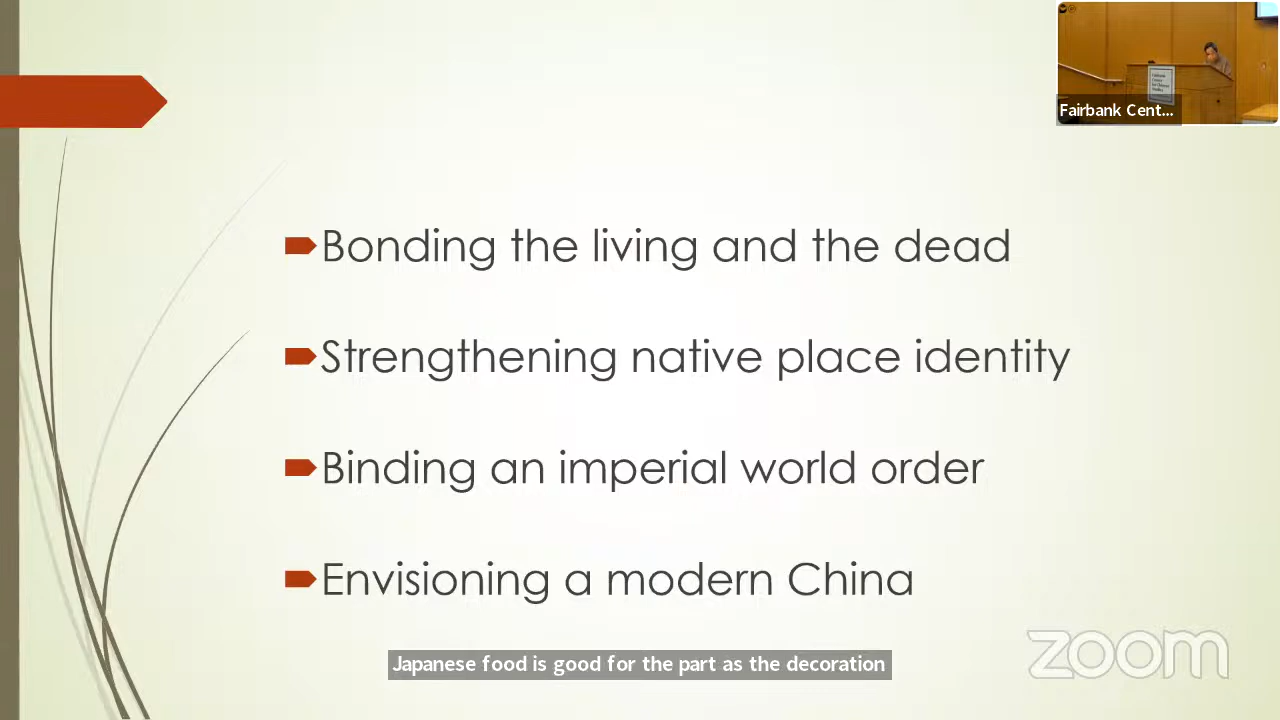 Fairbank Cent...
Bonding the living and the dead
Strengthening native place identity
Binding an imperial world order
Envisioning a modern China
Japanese food is good for the part as the decoration
zoom